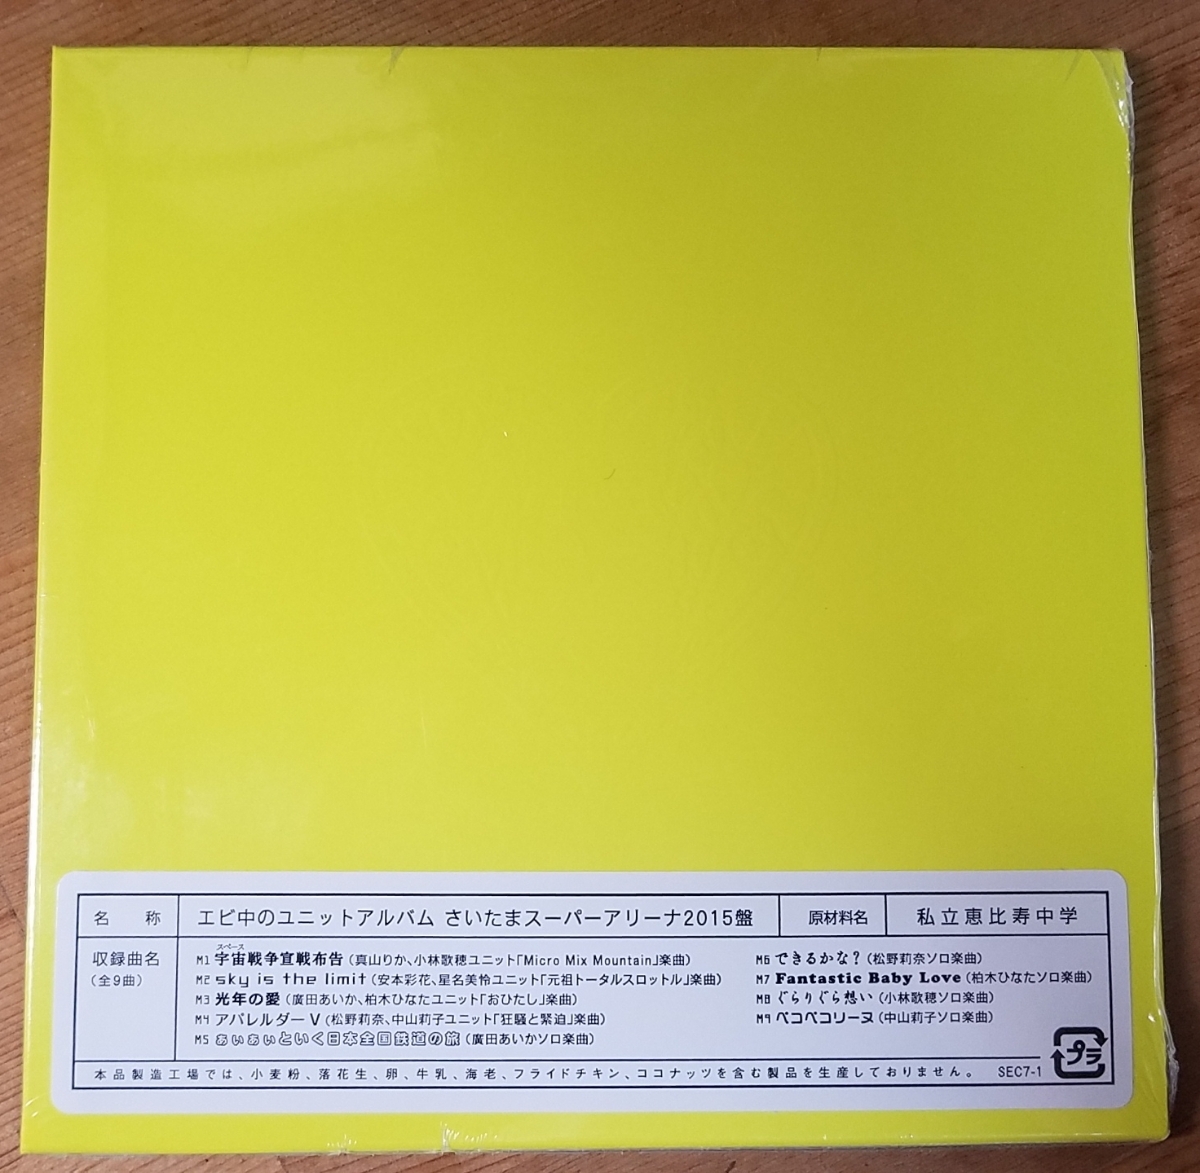 名 称
エビ中のユニットアルバム さいたまスーパーアリーナ2015盤
原材料名
私立恵比寿中学
収録曲名
(全9曲)
スペース
M1 宇宙戦争宣戦布告(真山りか、小林歌穂ユニット「Micro Mix Mountain」楽曲)
M2 sky is the limit(安本彩花、星名美怜ユニット「元祖トータルスロットル」楽曲)
M3 光年の愛(廣田あいか、柏木ひなたユニット「おひたし」楽曲)
M4 アパレルダーV(松野莉奈、中山莉子ユニット「狂騒と緊迫」楽曲)
M5 ぁぃぁぃといく日本全国鉄道の旅(廣田あいかソロ楽曲)
M6 できるかな?(松野莉奈ソロ楽曲)
M7 Fantastic Baby Love(柏木ひなたソロ楽曲)
M8 ぐらりぐら想い(小林歌穂ソロ楽曲)
M9 ペコペコリーヌ(中山莉子ソロ楽曲)
本品製造工場では、小麦粉、落花生、卵、牛乳、海老、フライドチキン、ココナッツを含む製品を生産しておりません。 SEC7-1
プラ